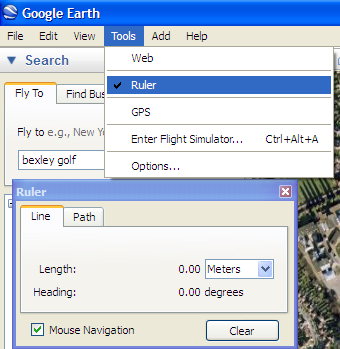 Google Earth
File Edit View Tools Add Help
Web
Search
Ruler
Fly To Find Bus
GPS
Fly to e.g., New York
Enter Flight Simulator... Ctrl+Alt+A
bexley golf
Options...
Ruler
Line Path
Length: 0.00 Meters
Heading: 0.00 degrees
Mouse Navigation Clear